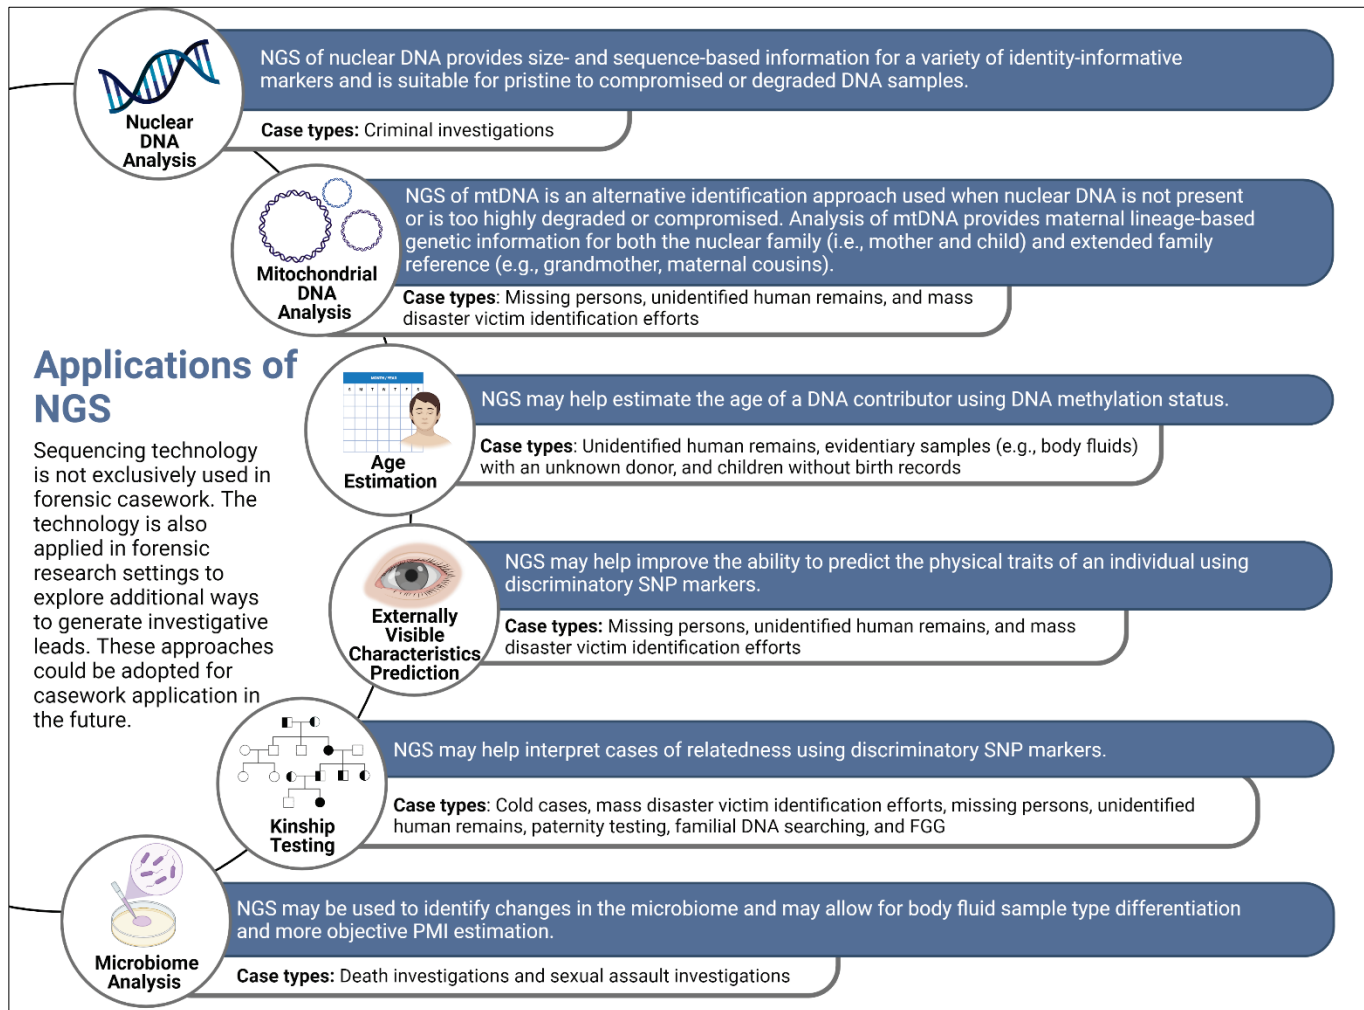 NGS of nuclear DNA provides size- and sequence-based information for a variety of identity-informative
markers and is suitable for pristine to compromised or degraded DNA samples.
Nuclear
DNA
Analysis
Case types: Criminal investigations
NGS of mtDNA is an alternative identification approach used when nuclear DNA is not present
or is too highly degraded or compromised. Analysis of mtDNA provides maternal lineage-based
genetic information for both the nuclear family (i.e., mother and child) and extended family
reference (e.g., grandmother, maternal cousins).
Mitochondrial
DNA
Analysis
Case types: Missing persons, unidentified human remains, and mass
disaster victim identification efforts
Applications of
NGS
Sequencing technology
is not exclusively used in
forensic casework. The
technology is also
applied in forensic
research settings to
explore additional ways
to generate investigative
leads. These approaches
could be adopted for
casework application in
the future.
MONTH / YEAR
S M T W T F S
Age
Estimation
NGS may help estimate the age of a DNA contributor using DNA methylation status.
Case types: Unidentified human remains, evidentiary samples (e.g., body fluids)
with an unknown donor, and children without birth records
Externally
Visible
Characteristics
Prediction
NGS may help improve the ability to predict the physical traits of an individual using
discriminatory SNP markers.
Case types: Missing persons, unidentified human remains, and mass
disaster victim identification efforts
Kinship
Testing
NGS may help interpret cases of relatedness using discriminatory SNP markers.
Case types: Cold cases, mass disaster victim identification efforts, missing persons, unidentified
human remains, paternity testing, familial DNA searching, and FGG
Microbiome
Analysis
NGS may be used to identify changes in the microbiome and may allow for body fluid sample type differentiation
and more objective PMI estimation.
Case types: Death investigations and sexual assault investigations